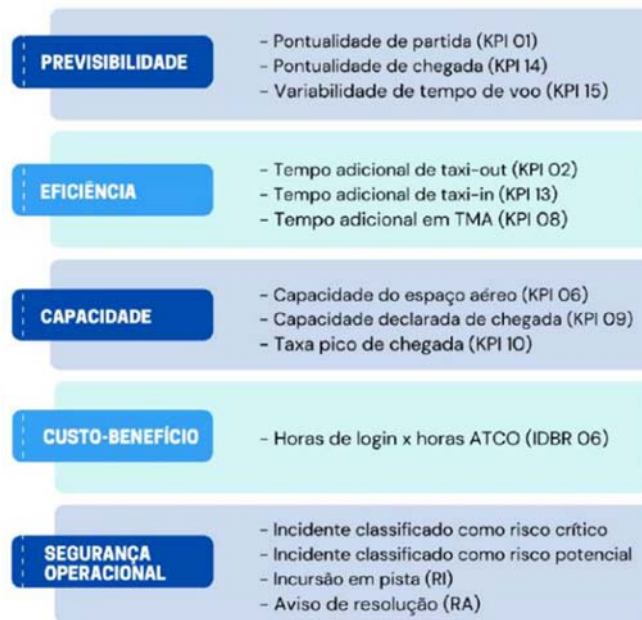 PREVISIBILIDADE
- Pontualidade de partida (KPI 01)
- Pontualidade de chegada (KPI 14)
- Variabilidade de tempo de voo (KPI 15)
EFICIÊNCIA
- Tempo adicional de taxi-out (KPI 02)
- Tempo adicional de taxi-in (KPI 13)
- Tempo adicional em TMA (KPI 08)
CAPACIDADE
- Capacidade do espaço aéreo (KPI 06)
- Capacidade declarada de chegada (KPI 09)
- Taxa pico de chegada (KPI 10)
CUSTO-BENEFÍCIO
- Horas de login x horas ATCO (IDBR 06)
SEGURANÇA
OPERACIONAL
- Incidente classificado como risco crítico
- Incidente classificado como risco potencial
- Incursão em pista (RI)
- Aviso de resolução (RA)